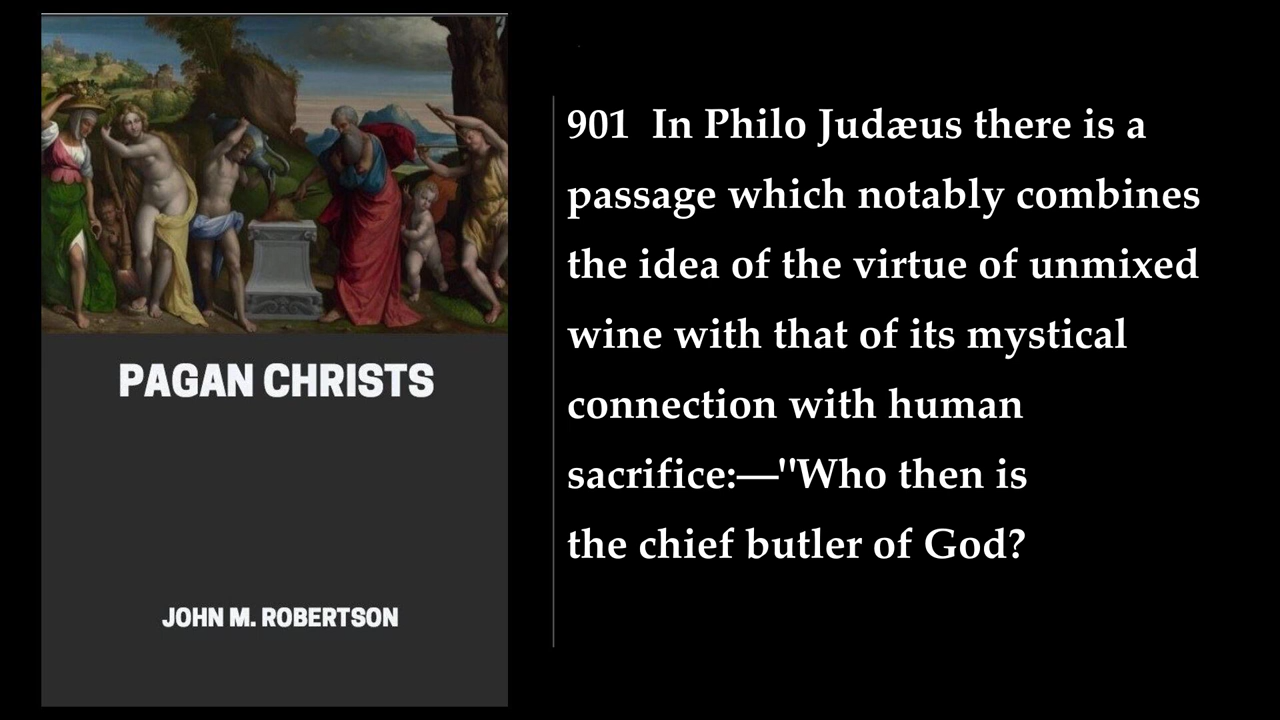 PAGAN CHRISTS
JOHN M. ROBERTSON
901 In Philo Judæus there is a
passage which notably combines
the idea of the virtue of unmixed
wine with that of its mystical
connection with human
sacrifice:—"Who then is
the chief butler of God?